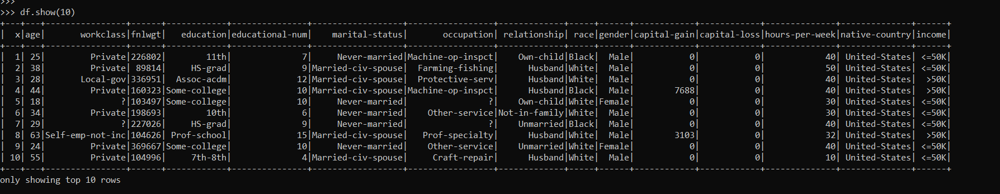 >>>
>>> df.show(10)
+---+---+----------------+------+------------+---------------+------------------+-----------------+-------------+-----+------+------------+------------+--------------+--------------+------+
|  x|age|       workclass|fnlwgt|   education|educational-num|    marital-status|       occupation| relationship| race|gender|capital-gain|capital-loss|hours-per-week|native-country|income|
+---+---+----------------+------+------------+---------------+------------------+-----------------+-------------+-----+------+------------+------------+--------------+--------------+------+
|  1| 25|         Private|226802|        11th|              7|     Never-married|Machine-op-inspct|    Own-child|Black|  Male|           0|           0|            40| United-States| <=50K|
|  2| 38|         Private| 89814|     HS-grad|              9|Married-civ-spouse|  Farming-fishing|      Husband|White|  Male|           0|           0|            50| United-States| <=50K|
|  3| 28|       Local-gov|336951|  Assoc-acdm|             12|Married-civ-spouse|  Protective-serv|      Husband|White|  Male|           0|           0|            40| United-States|  >50K|
|  4| 44|         Private|160323|Some-college|             10|Married-civ-spouse|Machine-op-inspct|      Husband|Black|  Male|        7688|           0|            40| United-States|  >50K|
|  5| 18|               ?|103497|Some-college|             10|     Never-married|                ?|    Own-child|White|Female|           0|           0|            30| United-States| <=50K|
|  6| 34|         Private|198693|        10th|              6|     Never-married|    Other-service|Not-in-family|White|  Male|           0|           0|            30| United-States| <=50K|
|  7| 29|               ?|227026|     HS-grad|              9|     Never-married|                ?|    Unmarried|Black|  Male|           0|           0|            40| United-States| <=50K|
|  8| 63|Self-emp-not-inc|104626| Prof-school|             15|Married-civ-spouse|   Prof-specialty|      Husband|White|  Male|        3103|           0|            32| United-States|  >50K|
|  9| 24|         Private|369667|Some-college|             10|     Never-married|    Other-service|    Unmarried|White|Female|           0|           0|            40| United-States| <=50K|
| 10| 55|         Private|104996|     7th-8th|              4|Married-civ-spouse|     Craft-repair|      Husband|White|  Male|           0|           0|            10| United-States| <=50K|
+---+---+----------------+------+------------+---------------+------------------+-----------------+-------------+-----+------+------------+------------+--------------+--------------+------+
only showing top 10 rows